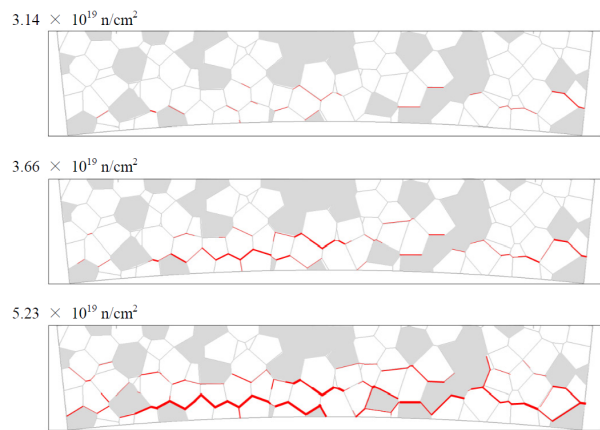 3.14 × 10¹⁹ n/cm²
3.66 × 10¹⁹ n/cm²
5.23 × 10¹⁹ n/cm²